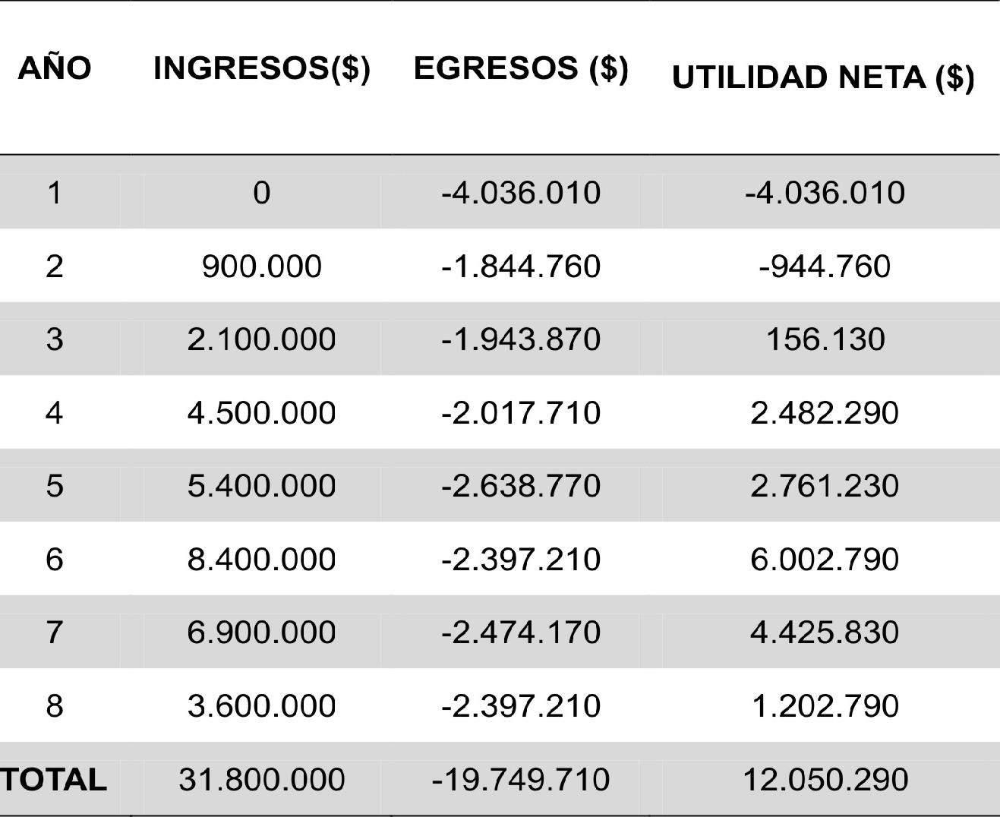 AÑO INGRESOS($) EGRESOS ($) UTILIDAD NETA ($)
1 0 -4.036.010 -4.036.010
2 900.000 -1.844.760 -944.760
3 2.100.000 -1.943.870 156.130
4 4.500.000 -2.017.710 2.482.290
5 5.400.000 -2.638.770 2.761.230
6 8.400.000 -2.397.210 6.002.790
7 6.900.000 -2.474.170 4.425.830
8 3.600.000 -2.397.210 1.202.790
TOTAL 31.800.000 -19.749.710 12.050.290